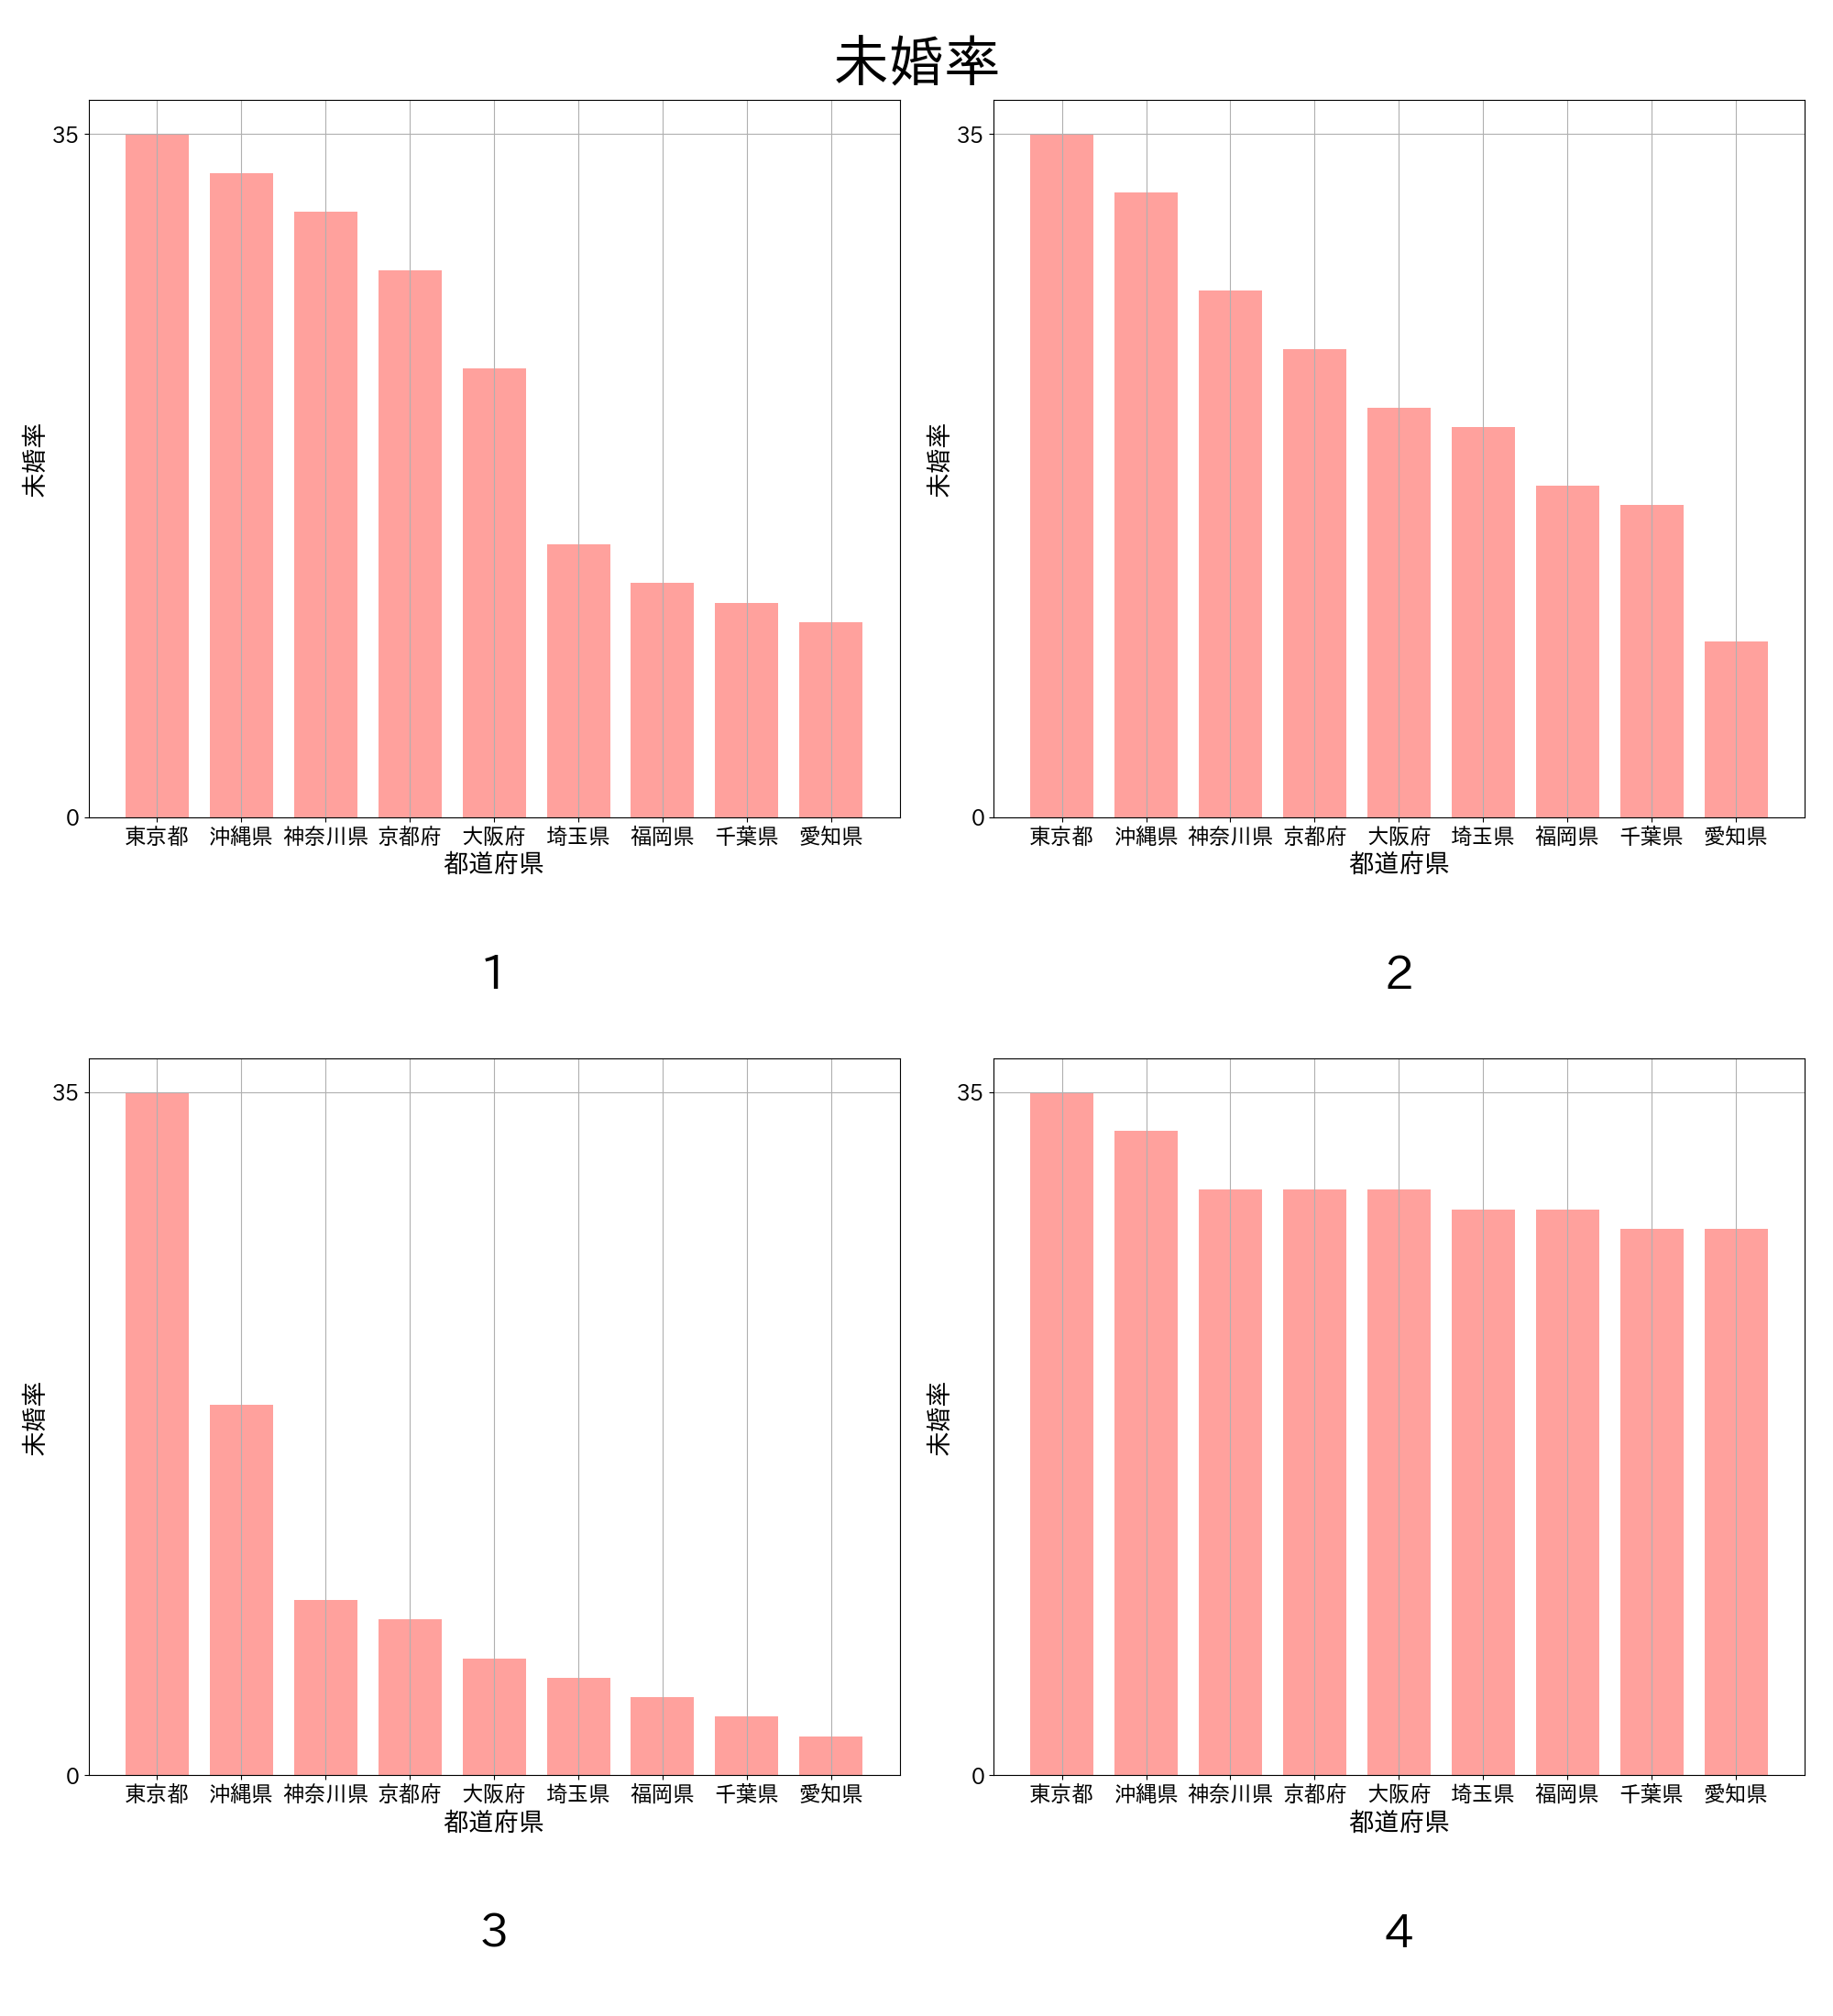 未婚率
35
0
未婚率
東京都 沖縄県 神奈川県 京都府 大阪府 埼玉県 福岡県 千葉県 愛知県
都道府県
1
35
0
未婚率
東京都 沖縄県 神奈川県 京都府 大阪府 埼玉県 福岡県 千葉県 愛知県
都道府県
2
35
0
未婚率
東京都 沖縄県 神奈川県 京都府 大阪府 埼玉県 福岡県 千葉県 愛知県
都道府県
3
35
0
未婚率
東京都 沖縄県 神奈川県 京都府 大阪府 埼玉県 福岡県 千葉県 愛知県
都道府県
4